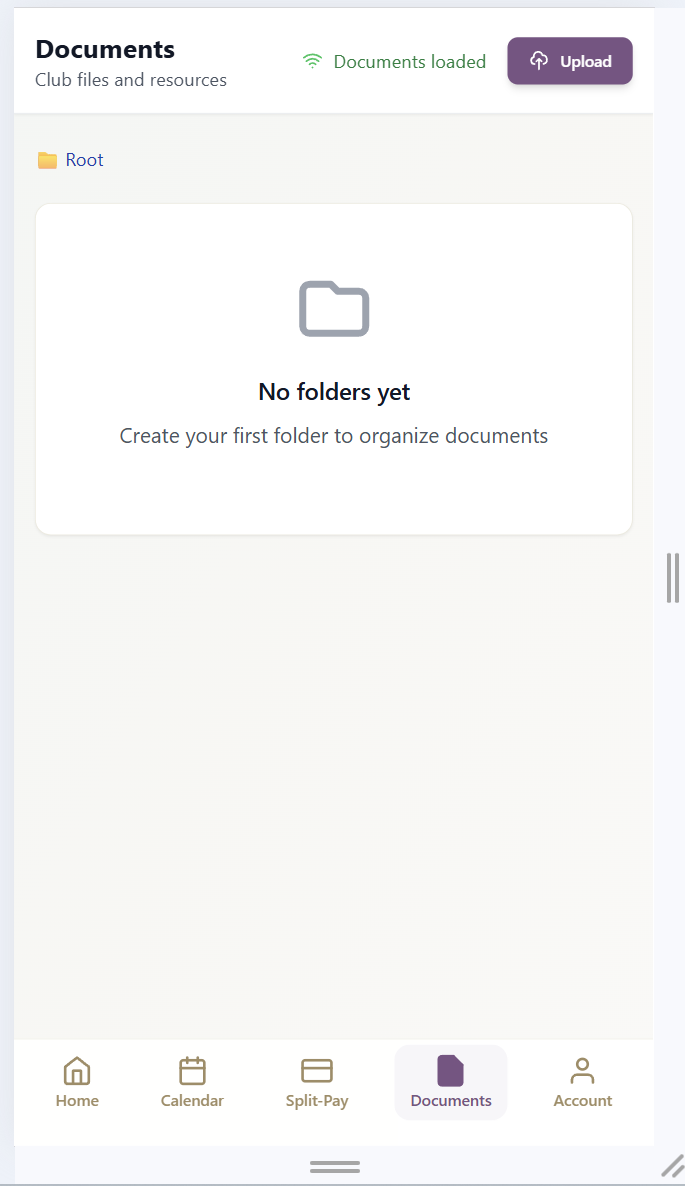 Documents
Club files and resources
Documents loaded
Upload
Root
No folders yet
Create your first folder to organize documents
Home
Calendar
Split-Pay
Documents
Account